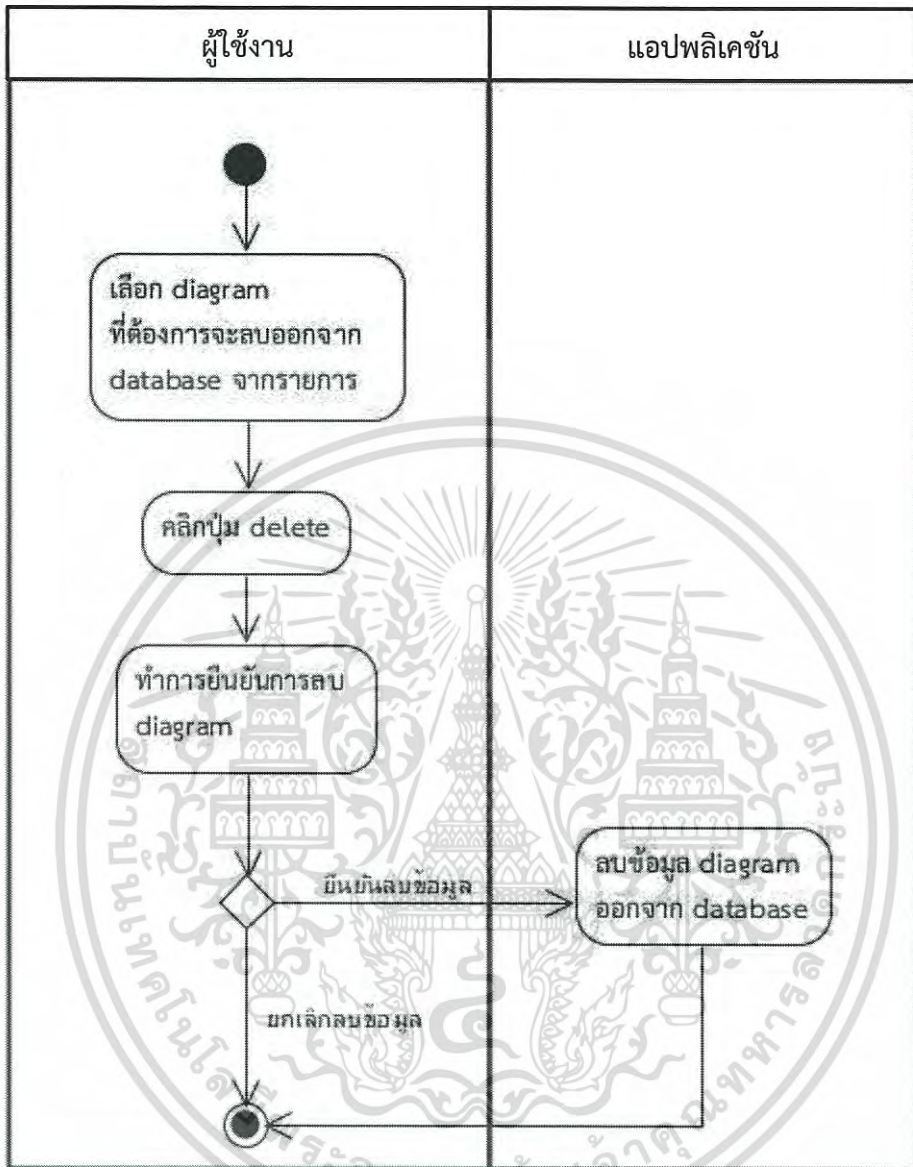 ผู้ใช้งาน
แอปพลิเคชัน
เลือก diagram
ที่ต้องการจะลบออกจาก
database จากรายการ
คลิกปุ่ม delete
ทำการยืนยันการลบ
diagram
ยืนยันลบข้อมูล
ลบข้อมูล diagram
ออกจาก database
ยกเลิกลบข้อมูล